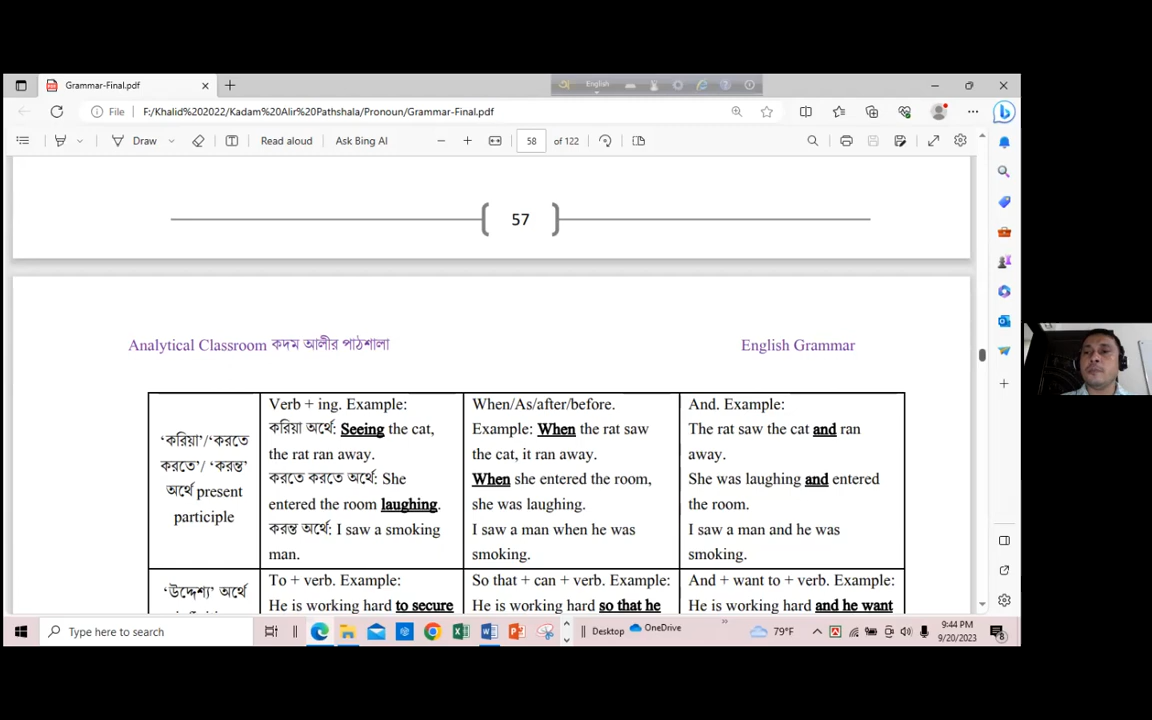 Grammar-Final.pdf
English
File F:/Khalid%202022/Kadam%20Alir%20Pathshala/Pronoun/Grammar-Final.pdf
Draw Read aloud Ask Bing AI 58 of 122
57
Analytical Classroom কদম আলীর পাঠশালা English Grammar
'করিয়া'/'করতে
করতে'/ 'করন্ত'
অর্থে present
participle
Verb + ing. Example:
করিয়া অর্থে: Seeing the cat,
the rat ran away.
করতে করতে অর্থে: She
entered the room laughing.
করন্ত অর্থে: I saw a smoking
man.
When/As/after/before.
Example: When the rat saw
the cat, it ran away.
When she entered the room,
she was laughing.
I saw a man when he was
smoking.
And. Example:
The rat saw the cat and ran
away.
She was laughing and entered
the room.
I saw a man and he was
smoking.
'উদ্দেশ্য' অর্থে
To + verb. Example:
He is working hard to secure
So that + can + verb. Example:
He is working hard so that he
And + want to + verb. Example:
He is working hard and he want
Type here to search
Desktop OneDrive
79°F
9:44 PM
9/20/2023
8